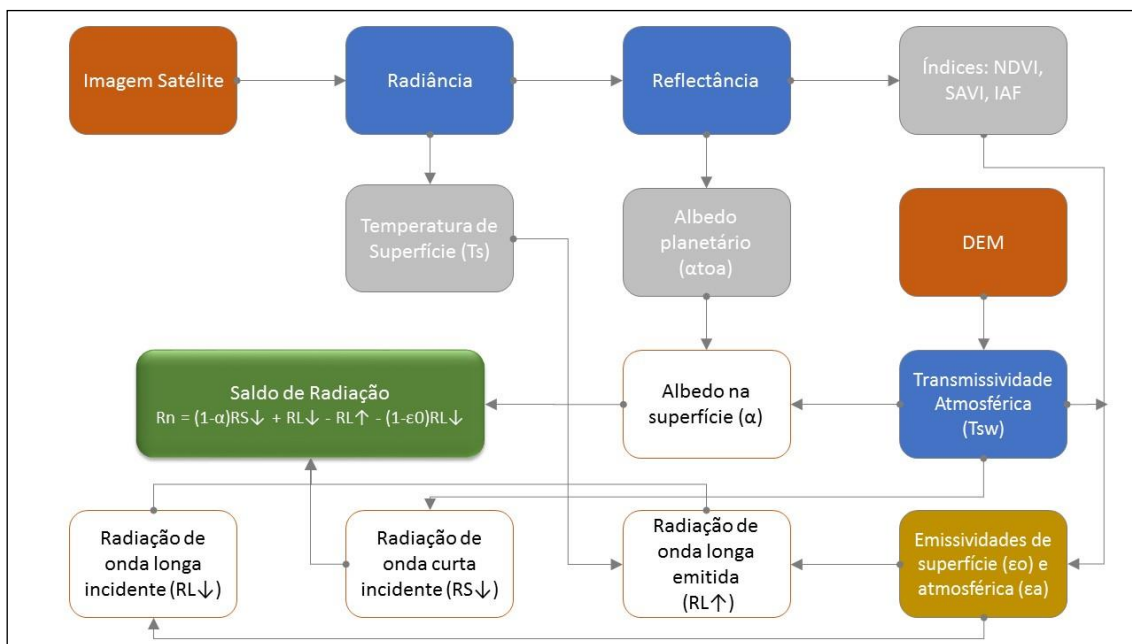 Imagem Satélite
Radiância
Reflectância
Índices: NDVI,
SAVI, IAF
Temperatura de
Superfície (Ts)
Albedo
planetário
(αtoa)
DEM
Saldo de Radiação
Rn = (1-α)RS↓ + RL↓ - RL↑ - (1-ε0)RL↓
Albedo na
superfície (α)
Transmissividade
Atmosférica
(Tsw)
Radiação de
onda longa
incidente (RL↓)
Radiação de
onda curta
incidente (RS↓)
Radiação de
onda longa
emitida
(RL↑)
Emissividades de
superfície (εo) e
atmosférica (εa)